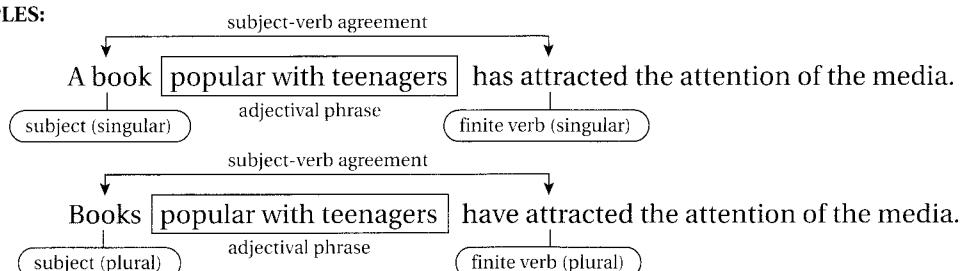 PLES:
subject-verb agreement
A book popular with teenagers has attracted the attention of the media.
subject (singular) adjectival phrase finite verb (singular)
subject-verb agreement
Books popular with teenagers have attracted the attention of the media.
subject (plural) adjectival phrase finite verb (plural)